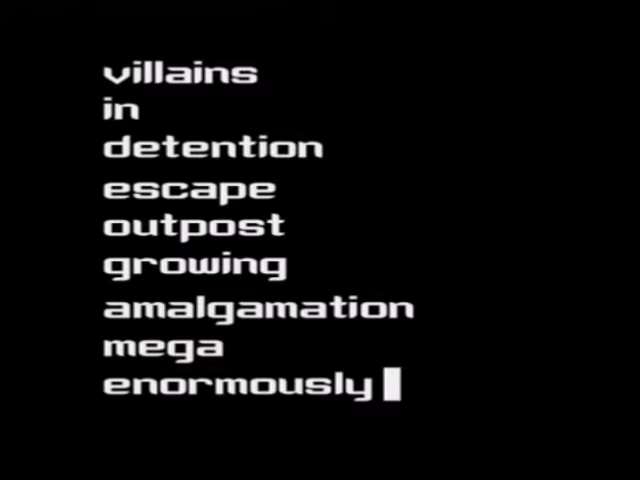 villains
in
detention
escape
outpost
growing
amalgamation
mega
enormously